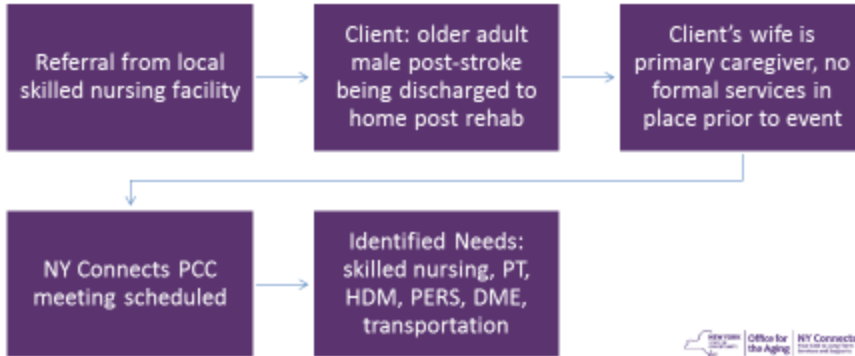 Referral from local
skilled nursing facility
Client: older adult
male post-stroke
being discharged to
home post rehab
Client's wife is
primary caregiver, no
formal services in
place prior to event
NY Connects PCC
meeting scheduled
Identified Needs:
skilled nursing, PT,
HDM, PERS, DME,
transportation
NEW YORK
Office for
the Aging
NY Connects